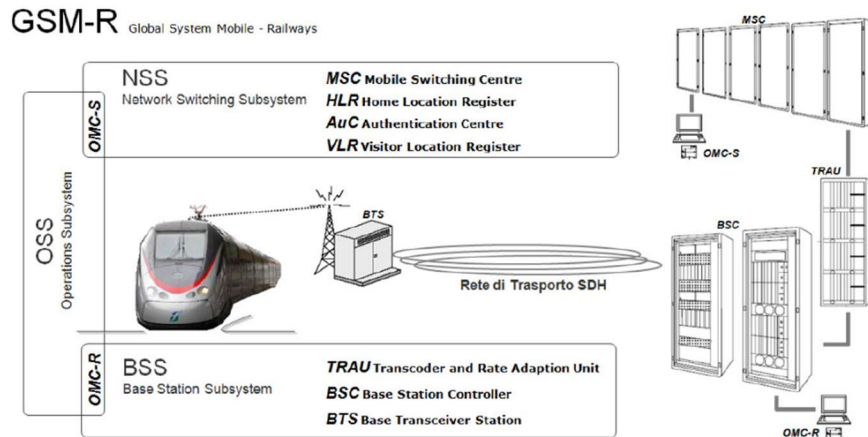 GSM-R Global System Mobile - Railways
NSS
Network Switching Subsystem
MSC Mobile Switching Centre
HLR Home Location Register
AuC Authentication Centre
VLR Visitor Location Register
OMC-S
OSS
Operations Subsystem
OMC-R
BSS
Base Station Subsystem
TRAU Transcoder and Rate Adaption Unit
BSC Base Station Controller
BTS Base Transceiver Station
BTS
Rete di Trasporto SDH
MSC
OMC-S
TRAU
BSC
OMC-R